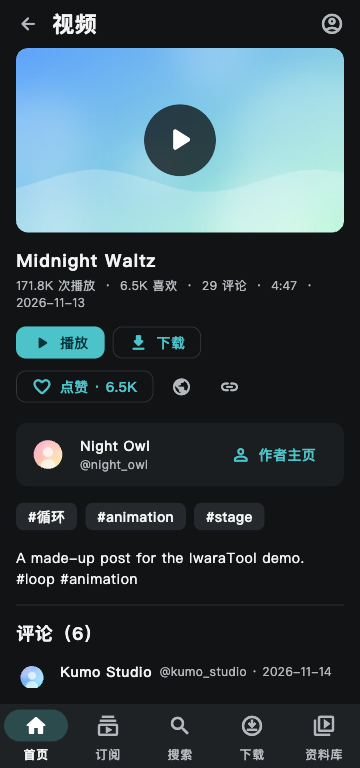 视频
Midnight Waltz
171.8K 次播放 · 6.5K 喜欢 · 29 评论 · 4:47 ·
2026-11-13
播放 下载
点赞 · 6.5K
Night Owl
@night_owl
作者主页
#循环 #animation #stage
A made-up post for the IwaraTool demo.
#loop #animation
评论（6）
Kumo Studio @kumo_studio · 2026-11-14
首页 订阅 搜索 下载 资料库